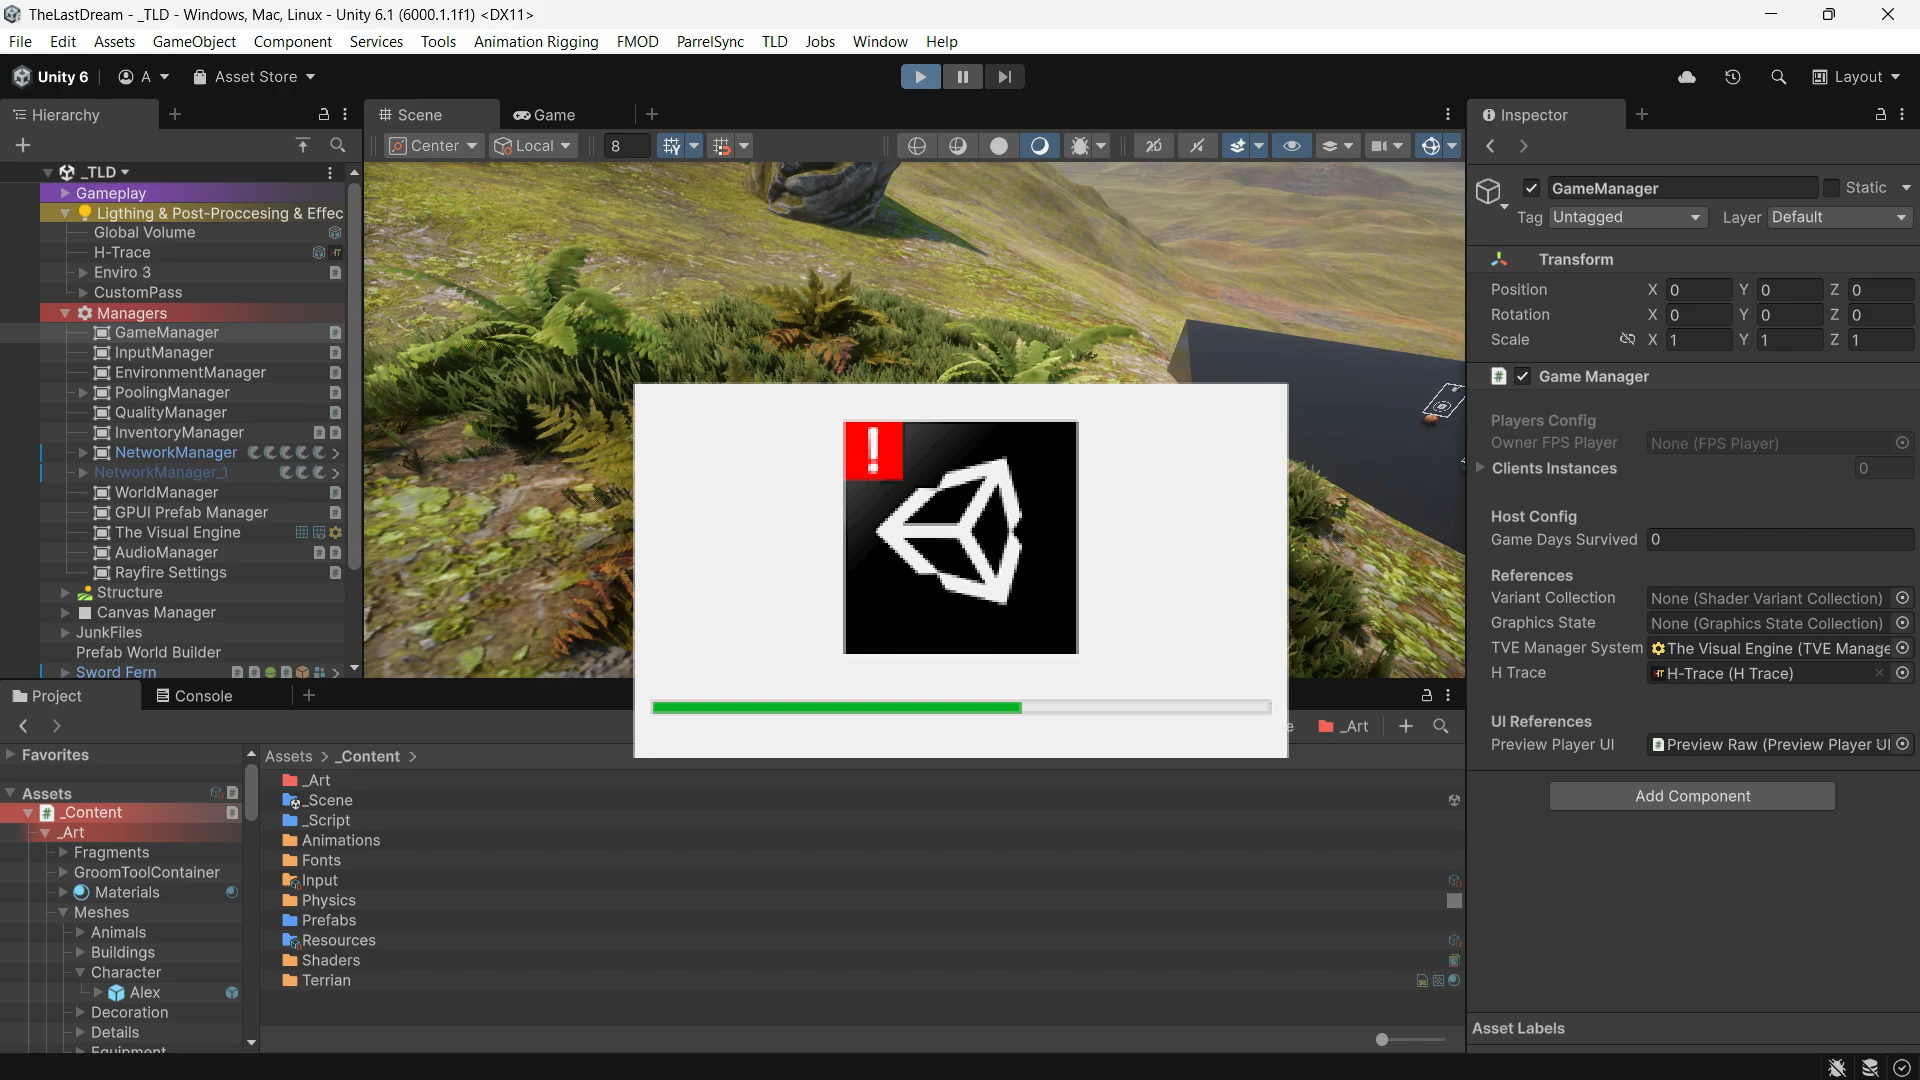 TheLastDream - _TLD - Windows, Mac, Linux - Unity 6.1 (6000.1.1f1) <DX11>
File Edit Assets GameObject Component Services Tools Animation Rigging FMOD ParrelSync TLD Jobs Window Help
Unity 6 A Asset Store Layout
Hierarchy
Scene Game
Inspector
Center Local 8
_TLD
Gameplay
Ligthing & Post-Proccesing & Effec
Global Volume
H-Trace
Enviro 3
CustomPass
Managers
GameManager
InputManager
EnvironmentManager
PoolingManager
QualityManager
InventoryManager
NetworkManager
NetworkManager_1
WorldManager
GPUI Prefab Manager
The Visual Engine
AudioManager
Rayfire Settings
Structure
Canvas Manager
JunkFiles
Prefab World Builder
Sword Fern
!
GameManager Static
Tag Untagged Layer Default
Transform
Position X 0 Y 0 Z 0
Rotation X 0 Y 0 Z 0
Scale X 1 Y 1 Z 1
Game Manager
Players Config
Owner FPS Player None (FPS Player)
Clients Instances 0
Host Config
Game Days Survived 0
References
Variant Collection None (Shader Variant Collection)
Graphics State None (Graphics State Collection)
TVE Manager System The Visual Engine (TVE Manage
H Trace H-Trace (H Trace)
UI References
Preview Player UI Preview Raw (Preview Player UI
Add Component
Asset Labels
Project Console
e _Art
Favorites
Assets
_Content
_Art
Fragments
GroomToolContainer
Materials
Meshes
Animals
Buildings
Character
Alex
Decoration
Details
Equipment
Assets > _Content >
_Art
_Scene
_Script
Animations
Fonts
Input
Physics
Prefabs
Resources
Shaders
Terrian